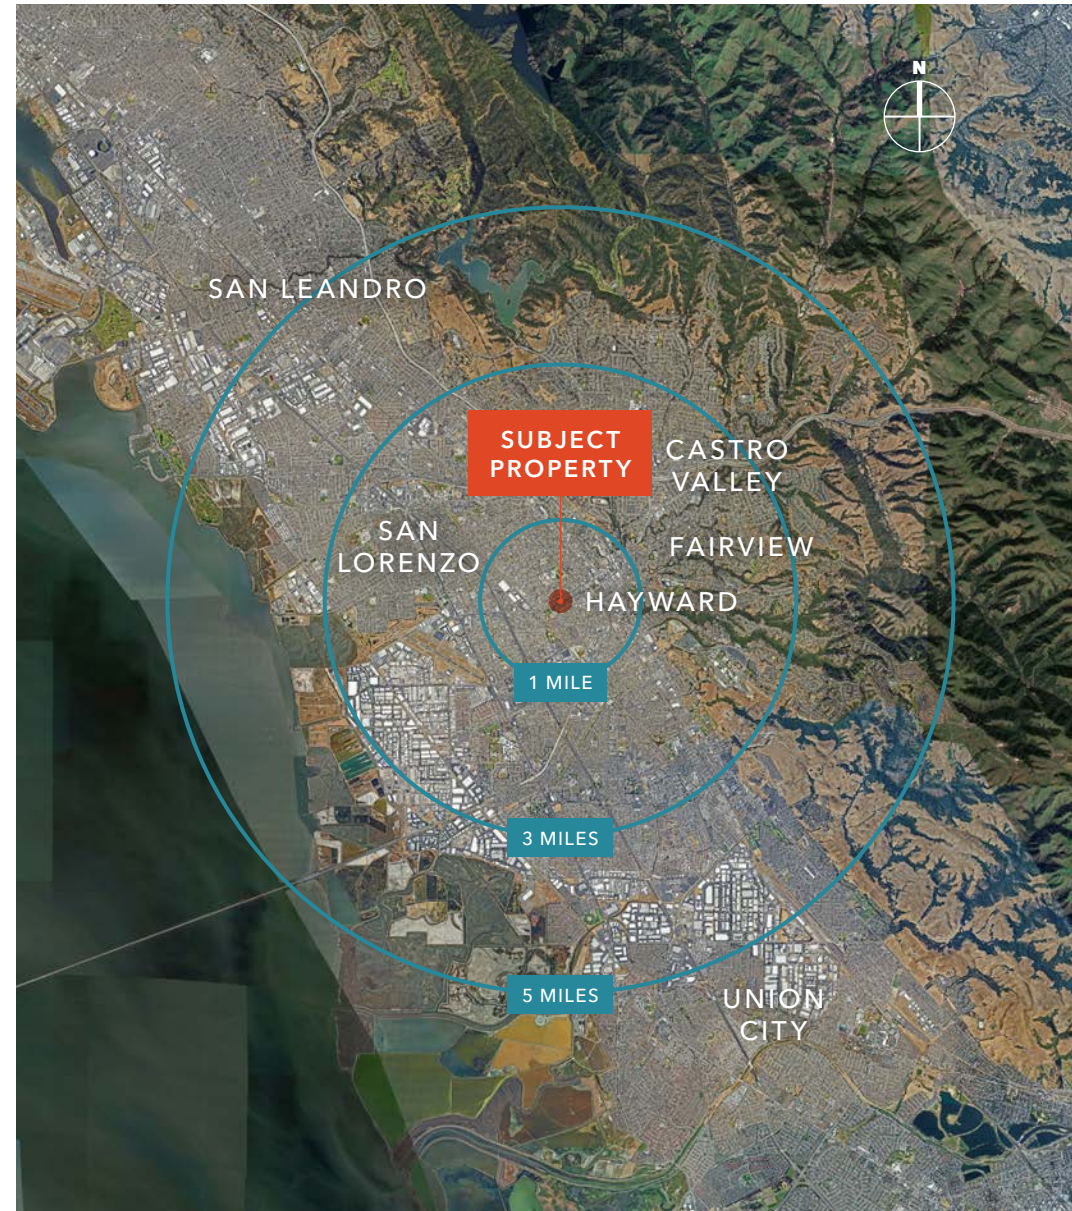 N
SAN LEANDRO
SUBJECT
PROPERTY
CASTRO
VALLEY
SAN
LORENZO
FAIRVIEW
HAYWARD
1 MILE
3 MILES
5 MILES
UNION
CITY